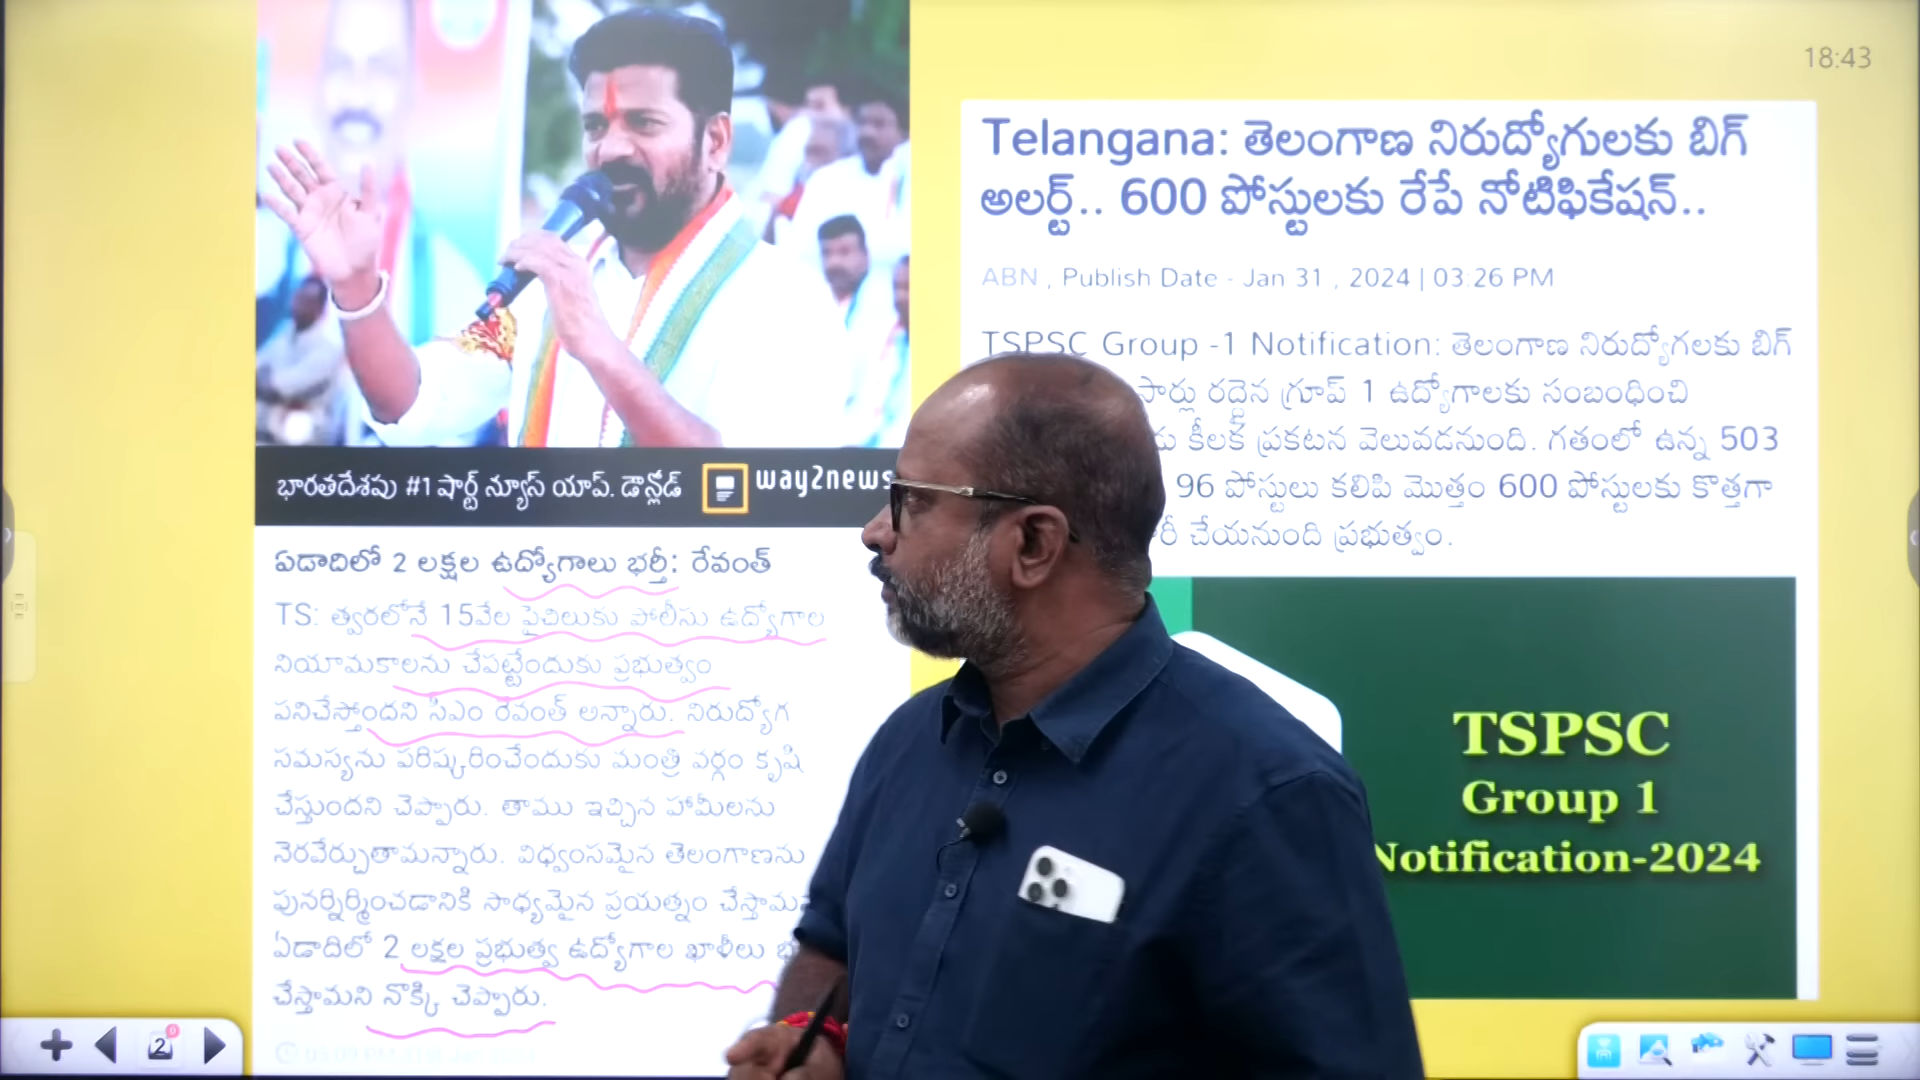 18:43
భారతదేశపు #1 షార్ట్ న్యూస్ యాప్. డౌన్లోడ్
way2news
ఏడాదిలో 2 లక్షల ఉద్యోగాలు భర్తీ: రేవంత్
TS: త్వరలోనే 15వేల పైచిలుకు పోలీసు ఉద్యోగాల
నియామకాలను చేపట్టేందుకు ప్రభుత్వం
పనిచేస్తోందని సీఎం రేవంత్ అన్నారు. నిరుద్యోగ
సమస్యను పరిష్కరించేందుకు మంత్రి వర్గం కృషి
చేస్తుందని చెప్పారు. తాము ఇచ్చిన హామీలను
నెరవేర్చుతామన్నారు. విధ్వంసమైన తెలంగాణను
పునర్నిర్మించడానికి సాధ్యమైన ప్రయత్నం
ఏడాదిలో 2 లక్షల ప్రభుత్వ ఉద్యోగాల ఖాళీలు
చేస్తామని నొక్కి చెప్పారు.
Telangana: తెలంగాణ నిరుద్యోగులకు బిగ్
అలర్ట్.. 600 పోస్టులకు రేపే నోటిఫికేషన్..
ABN , Publish Date - Jan 31 , 2024 | 03:26 PM
TSPSC Group -1 Notification: తెలంగాణ నిరుద్యోగలకు బిగ్
సార్లు రద్దైన గ్రూప్ 1 ఉద్యోగాలకు సంబంధించి
కీలక ప్రకటన వెలువడనుంది. గతంలో ఉన్న 503
96 పోస్టులు కలిపి మొత్తం 600 పోస్టులకు కొత్తగా
చేయనుంది ప్రభుత్వం.
TSPSC
Group 1
Notification-2024
2